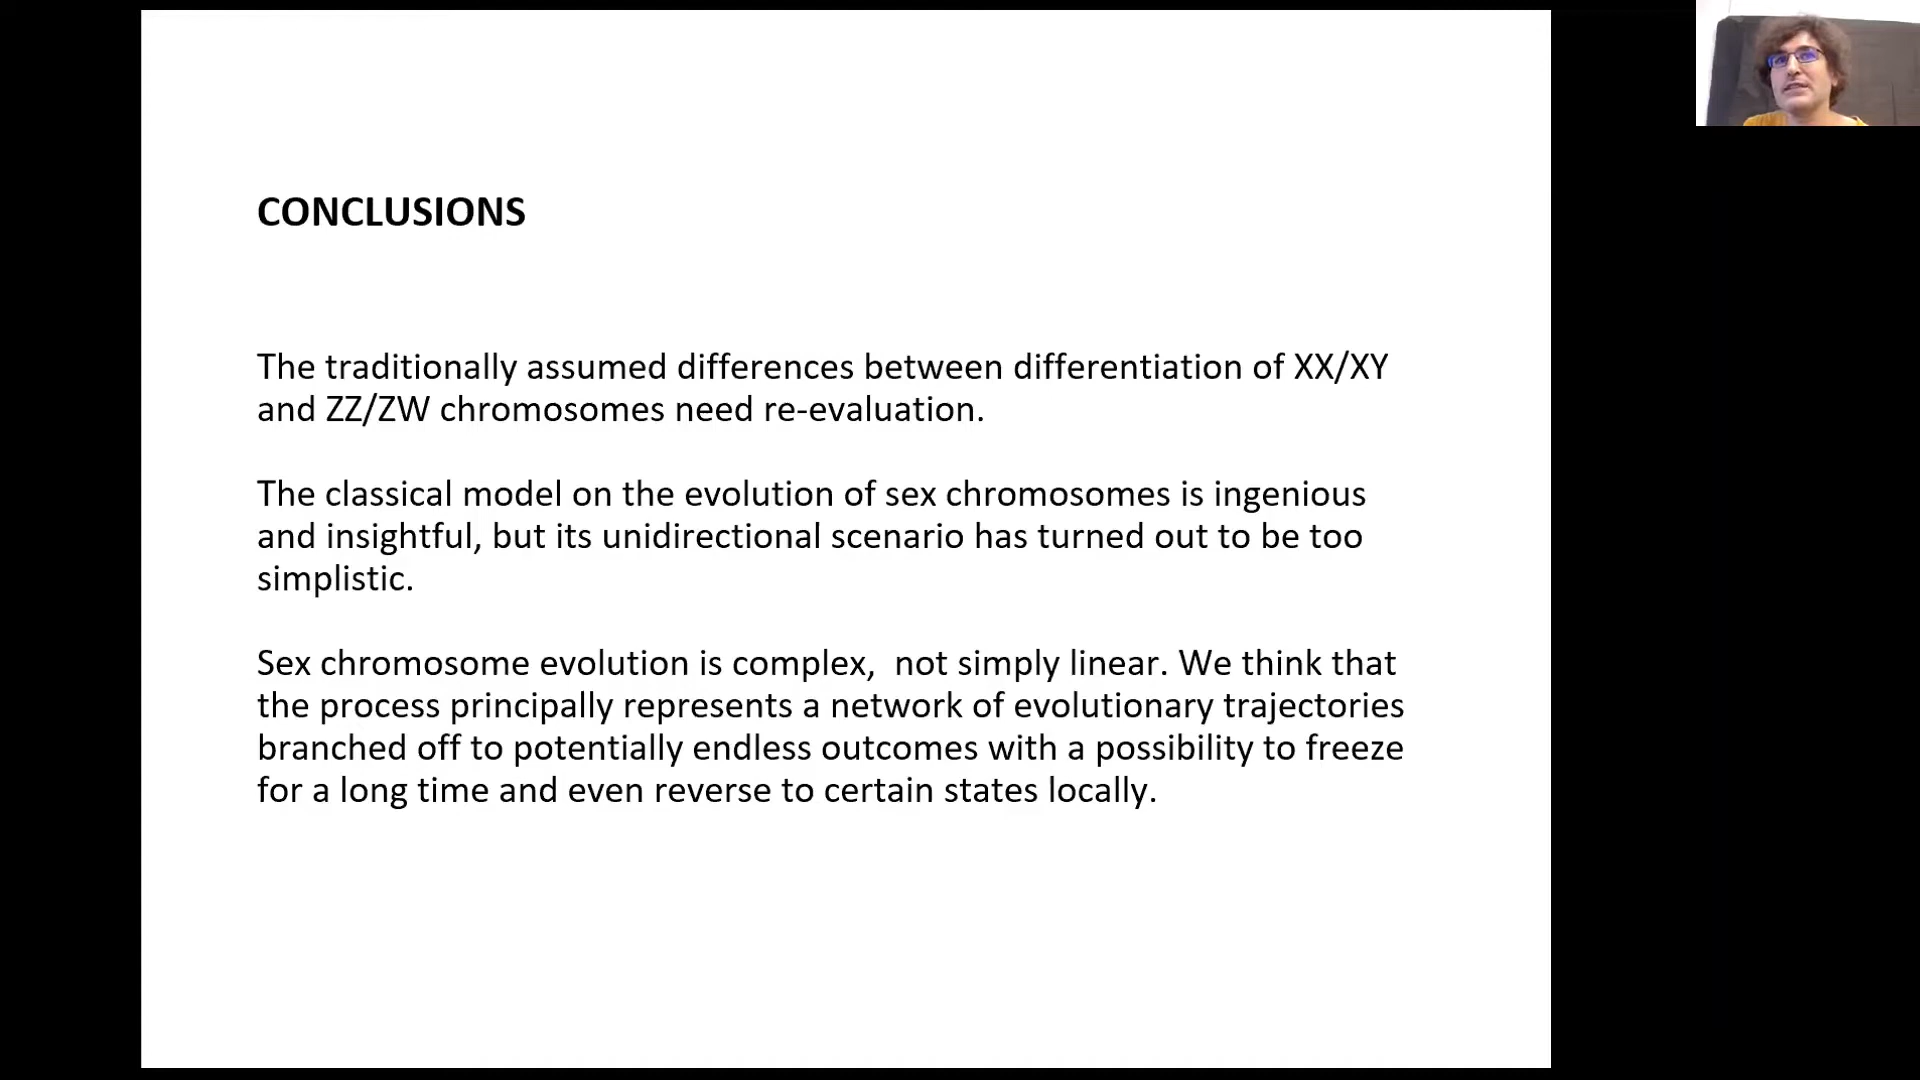 CONCLUSIONS
The traditionally assumed differences between differentiation of XX/XY
and ZZ/ZW chromosomes need re-evaluation.
The classical model on the evolution of sex chromosomes is ingenious
and insightful, but its unidirectional scenario has turned out to be too
simplistic.
Sex chromosome evolution is complex,  not simply linear. We think that
the process principally represents a network of evolutionary trajectories
branched off to potentially endless outcomes with a possibility to freeze
for a long time and even reverse to certain states locally.